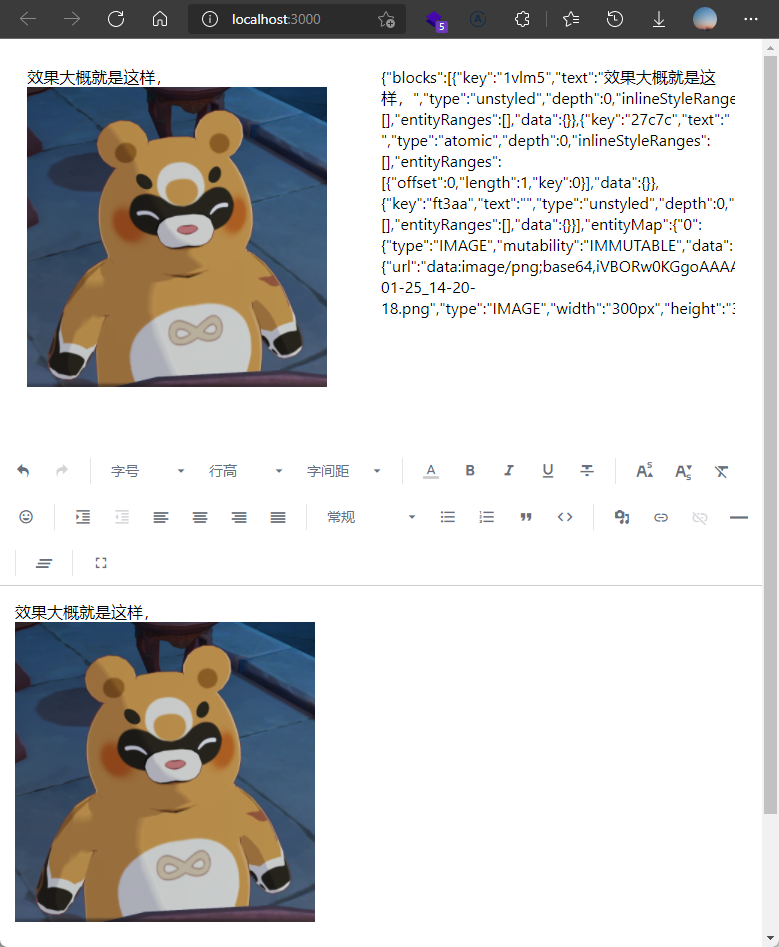 localhost:3000
5
效果大概就是这样，
{"blocks":[{"key":"1vlm5","text":"效果大概就是这
样，","type":"unstyled","depth":0,"inlineStyleRange
[],"entityRanges":[],"data":{}},{"key":"27c7c","text":"
","type":"atomic","depth":0,"inlineStyleRanges":
[],"entityRanges":
[{"offset":0,"length":1,"key":0}],"data":{}},
{"key":"ft3aa","text":"","type":"unstyled","depth":0,"
[],"entityRanges":[],"data":{}}],"entityMap":{"0":
{"type":"IMAGE","mutability":"IMMUTABLE","data":
{"url":"data:image/png;base64,iVBORw0KGgoAAAA
01-25_14-20-
18.png","type":"IMAGE","width":"300px","height":"3
字号 行高 字间距 A B I U
常规
效果大概就是这样，